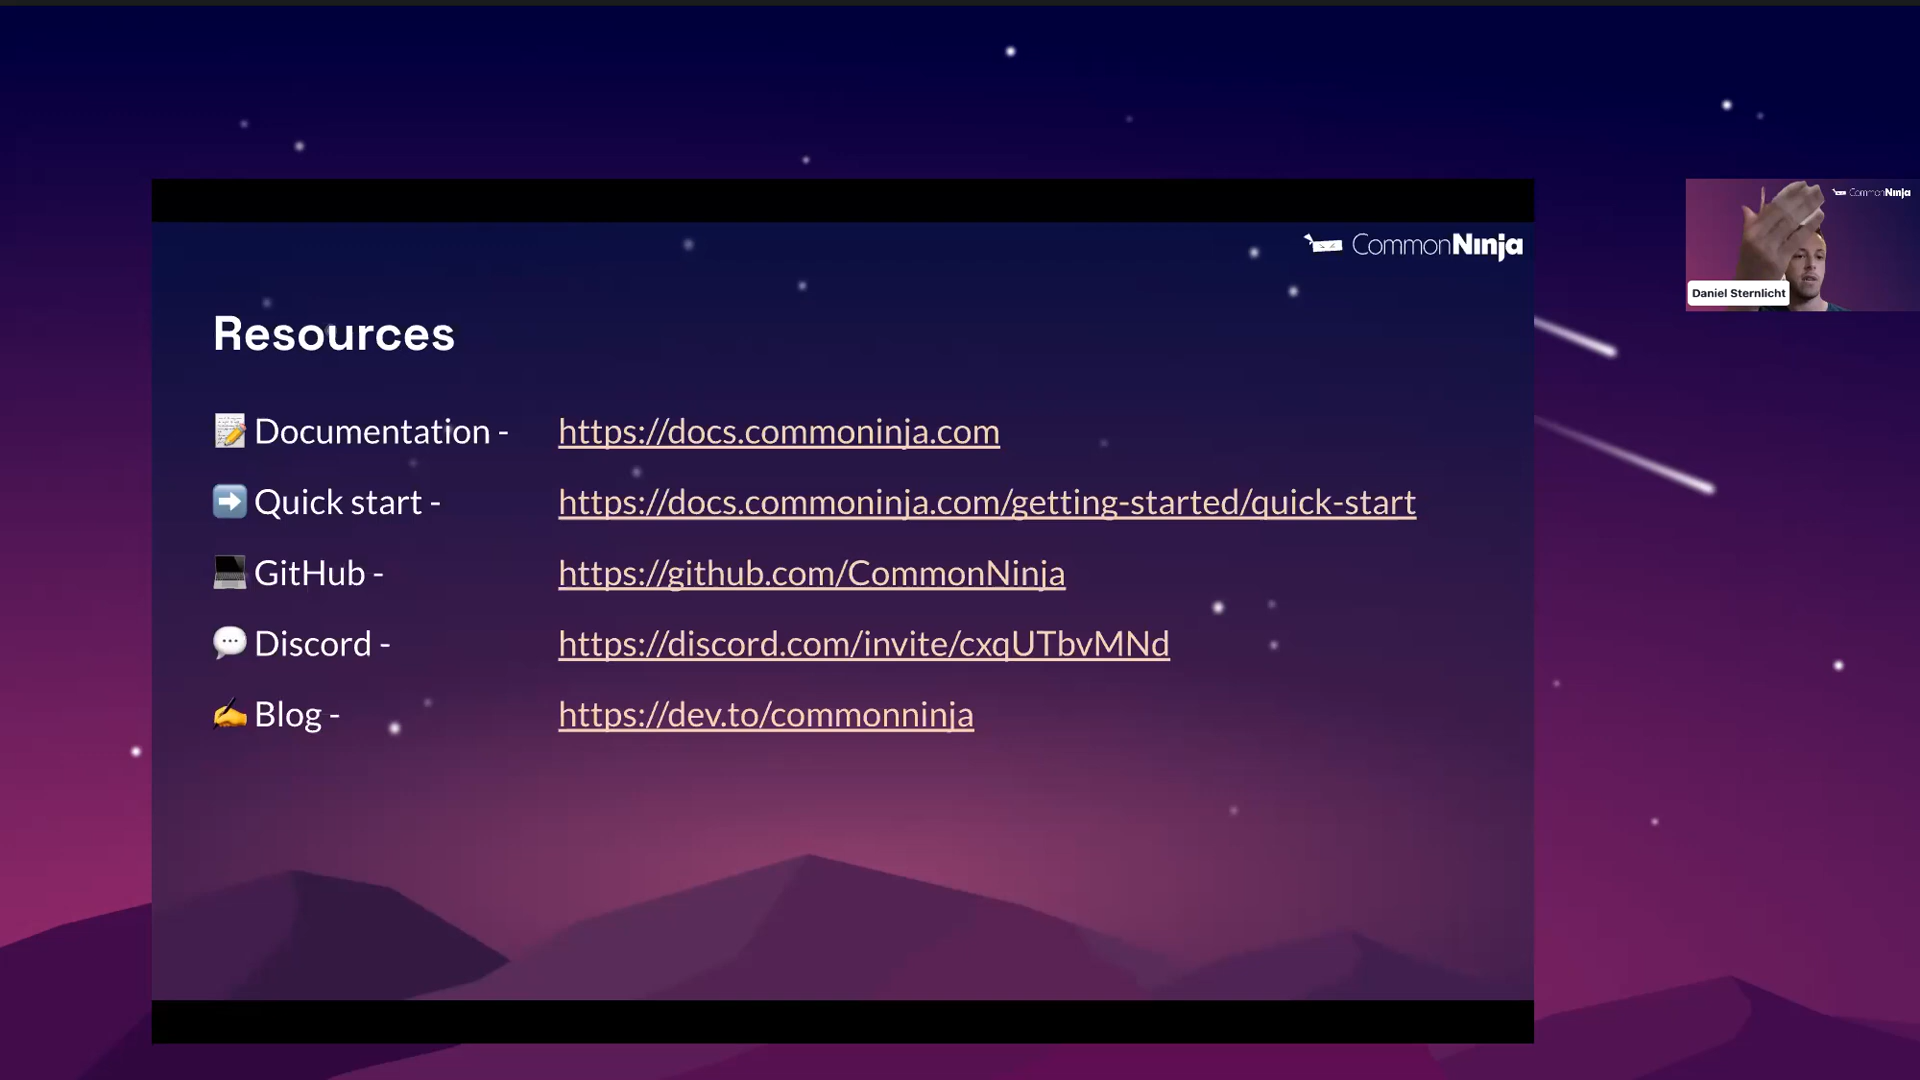 CommonNinja
CommonNinja
Daniel Sternlicht
Resources
📝 Documentation - https://docs.commoninja.com
➡️ Quick start - https://docs.commoninja.com/getting-started/quick-start
💻 GitHub - https://github.com/CommonNinja
💬 Discord - https://discord.com/invite/cxqUTbvMNd
✍️ Blog - https://dev.to/commonninja